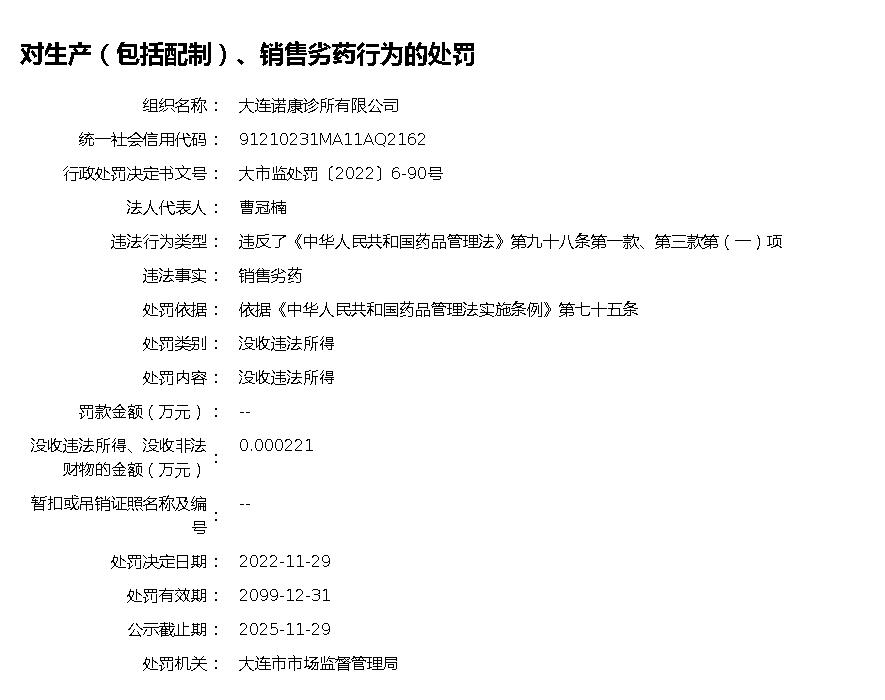 对生产（包括配制）、销售劣药行为的处罚
组织名称： 大连诺康诊所有限公司
统一社会信用代码： 91210231MA11AQ2162
行政处罚决定书文号： 大市监处罚〔2022〕6-90号
法人代表人： 曹冠楠
违法行为类型： 违反了《中华人民共和国药品管理法》第九十八条第一款、第三款第（一）项
违法事实： 销售劣药
处罚依据： 依据《中华人民共和国药品管理法实施条例》第七十五条
处罚类别： 没收违法所得
处罚内容： 没收违法所得
罚款金额（万元）： --
没收违法所得、没收非法
财物的金额（万元）： 0.000221
暂扣或吊销证照名称及编
号： --
处罚决定日期： 2022-11-29
处罚有效期： 2099-12-31
公示截止期： 2025-11-29
处罚机关： 大连市市场监督管理局